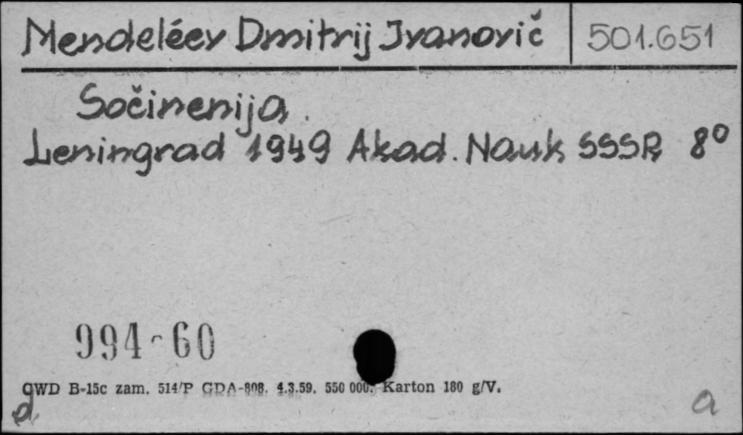 Mendeléev Dmitrij Ivanovič 501.651
Sočinenija.
Leningrad 1949 Akad. Nauk SSSR 8°
994-60
GWD B-15c zam. 514/P GDA-808. 4.3.59. 550 000. Karton 180 g/V.
d a